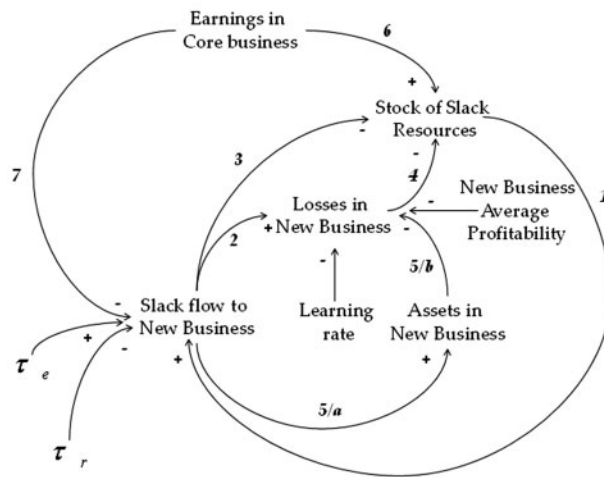 Earnings in
Core business
6
+
Stock of Slack
Resources
-
3
-
4
7
1
New Business
Average
Profitability
-
Losses in
New Business
+
-
2
-
5/b
-
Slack flow to
New Business
Learning
rate
Assets in
New Business
+
-
+
+
τ e
5/a
τ r